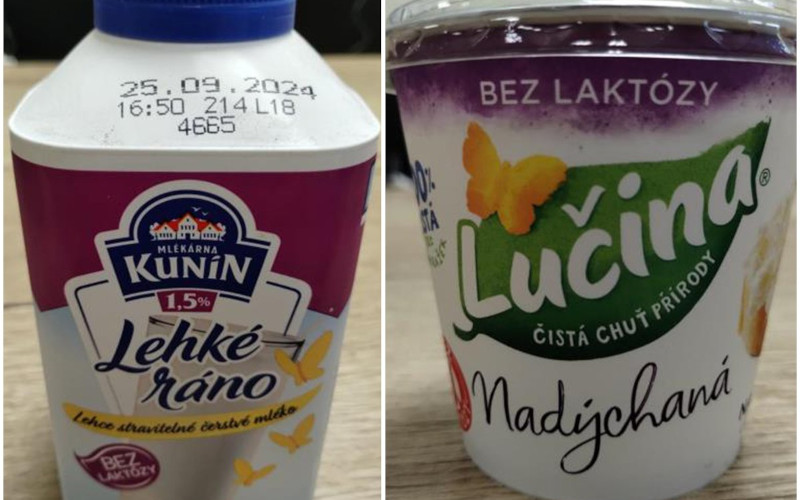 25.09.2024
16:50 214 L18
4665
MLÉKÁRNA
KUNÍN
1,5%
Lehké
ráno
Lehce stravitelné čerstvé mléko
BEZ
LAKTÓZY
BEZ LAKTÓZY
Lučina®
ČISTÁ CHUŤ PŘÍRODY
Nadýchaná